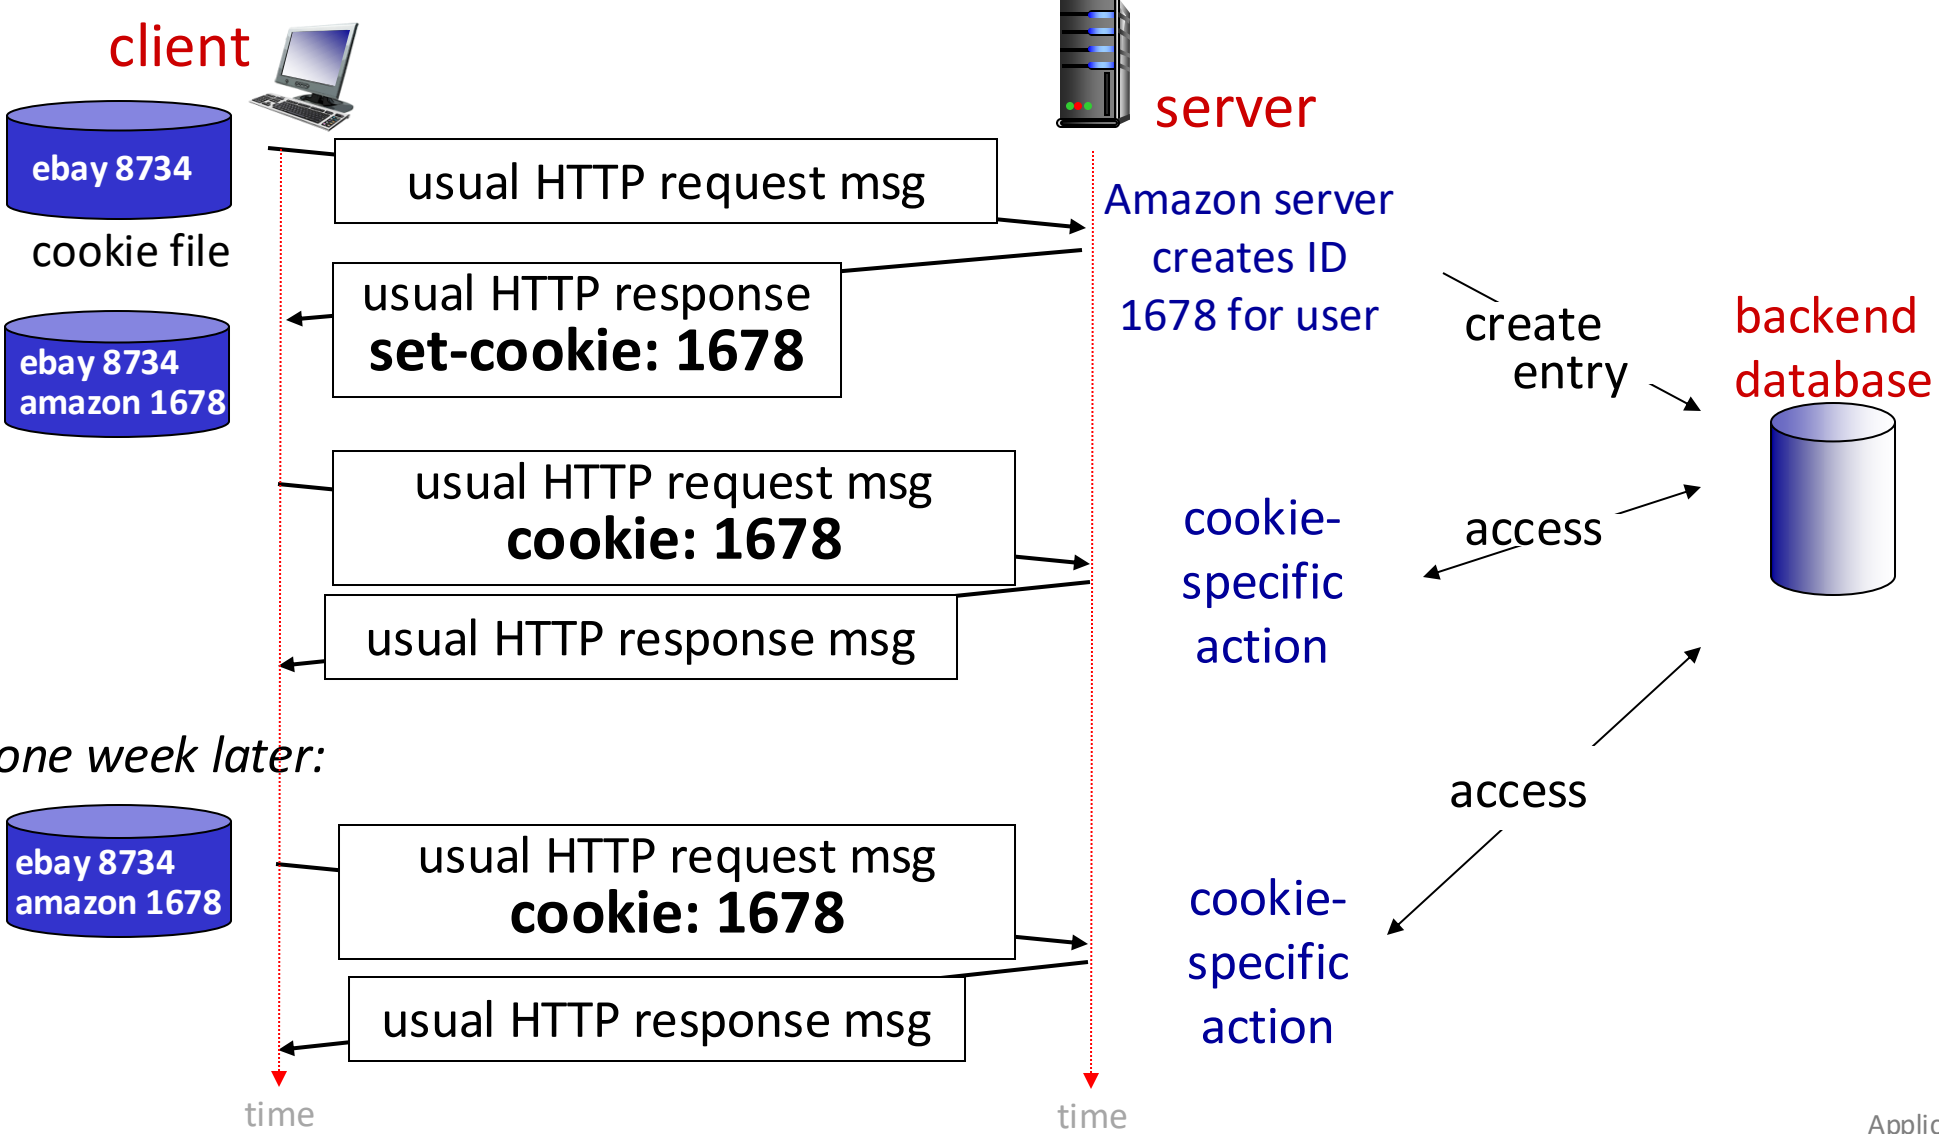 client
server
ebay 8734
cookie file
usual HTTP request msg
Amazon server
creates ID
1678 for user
usual HTTP response
set-cookie: 1678
create
entry
backend
database
ebay 8734
amazon 1678
usual HTTP request msg
cookie: 1678
cookie-
specific
action
access
usual HTTP response msg
one week later:
access
ebay 8734
amazon 1678
usual HTTP request msg
cookie: 1678
cookie-
specific
action
usual HTTP response msg
time
time